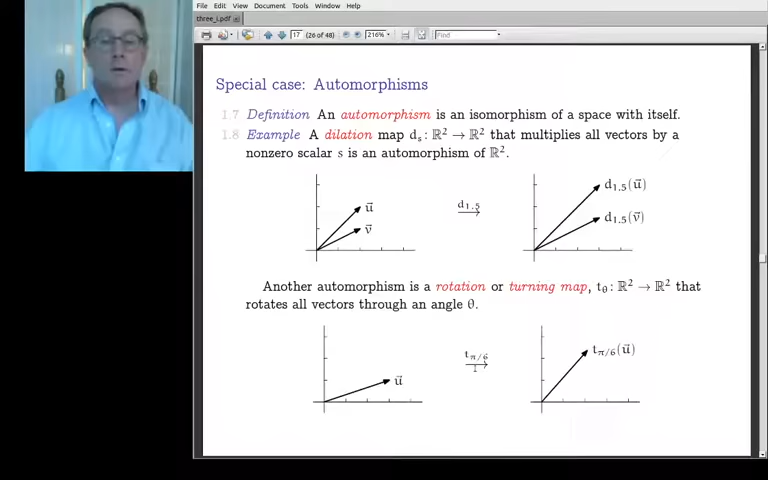 File Edit View Document Tools Window Help
three_i.pdf
17 (26 of 48) 216% Find
Special case: Automorphisms
1.7 Definition An automorphism is an isomorphism of a space with itself.
1.8 Example A dilation map dₛ: ℝ² → ℝ² that multiplies all vectors by a
nonzero scalar s is an automorphism of ℝ².
u⃗
v⃗
d₁.₅
→
d₁.₅(u⃗)
d₁.₅(v⃗)
Another automorphism is a rotation or turning map, t_θ: ℝ² → ℝ² that
rotates all vectors through an angle θ.
u⃗
t_π/6
→
t_π/6(u⃗)